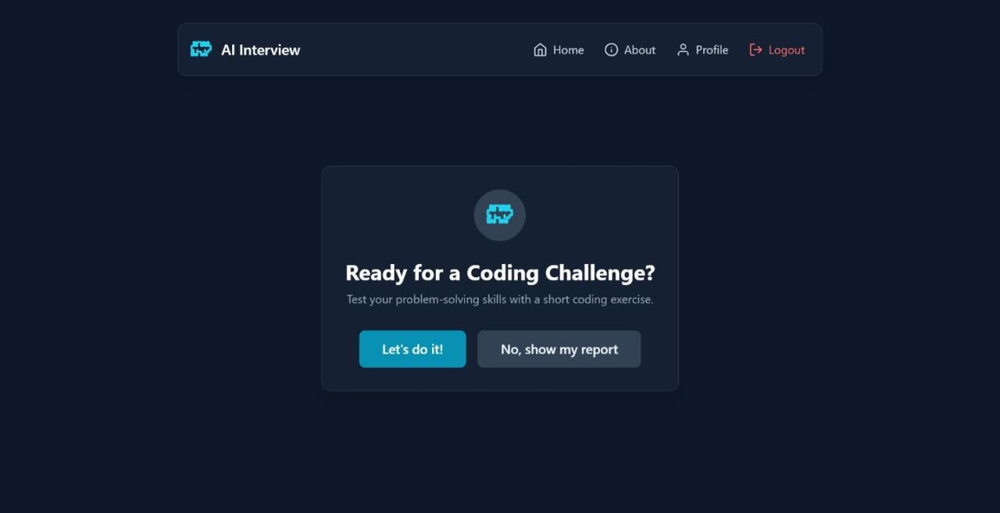 AI Interview
Home
About
Profile
Logout
Ready for a Coding Challenge?
Test your problem-solving skills with a short coding exercise.
Let's do it!
No, show my report